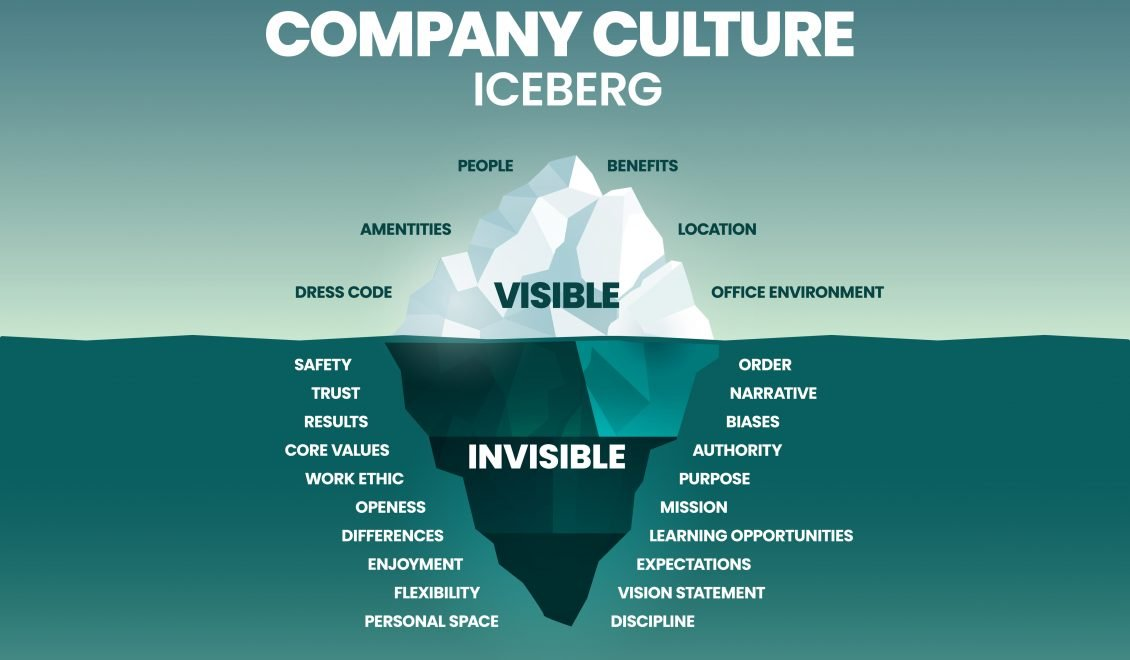 COMPANY CULTURE
ICEBERG
PEOPLE
BENEFITS
AMENTITIES
LOCATION
DRESS CODE
VISIBLE
OFFICE ENVIRONMENT
SAFETY
ORDER
TRUST
NARRATIVE
RESULTS
BIASES
CORE VALUES
INVISIBLE
AUTHORITY
WORK ETHIC
PURPOSE
OPENESS
MISSION
DIFFERENCES
LEARNING OPPORTUNITIES
ENJOYMENT
EXPECTATIONS
FLEXIBILITY
VISION STATEMENT
PERSONAL SPACE
DISCIPLINE